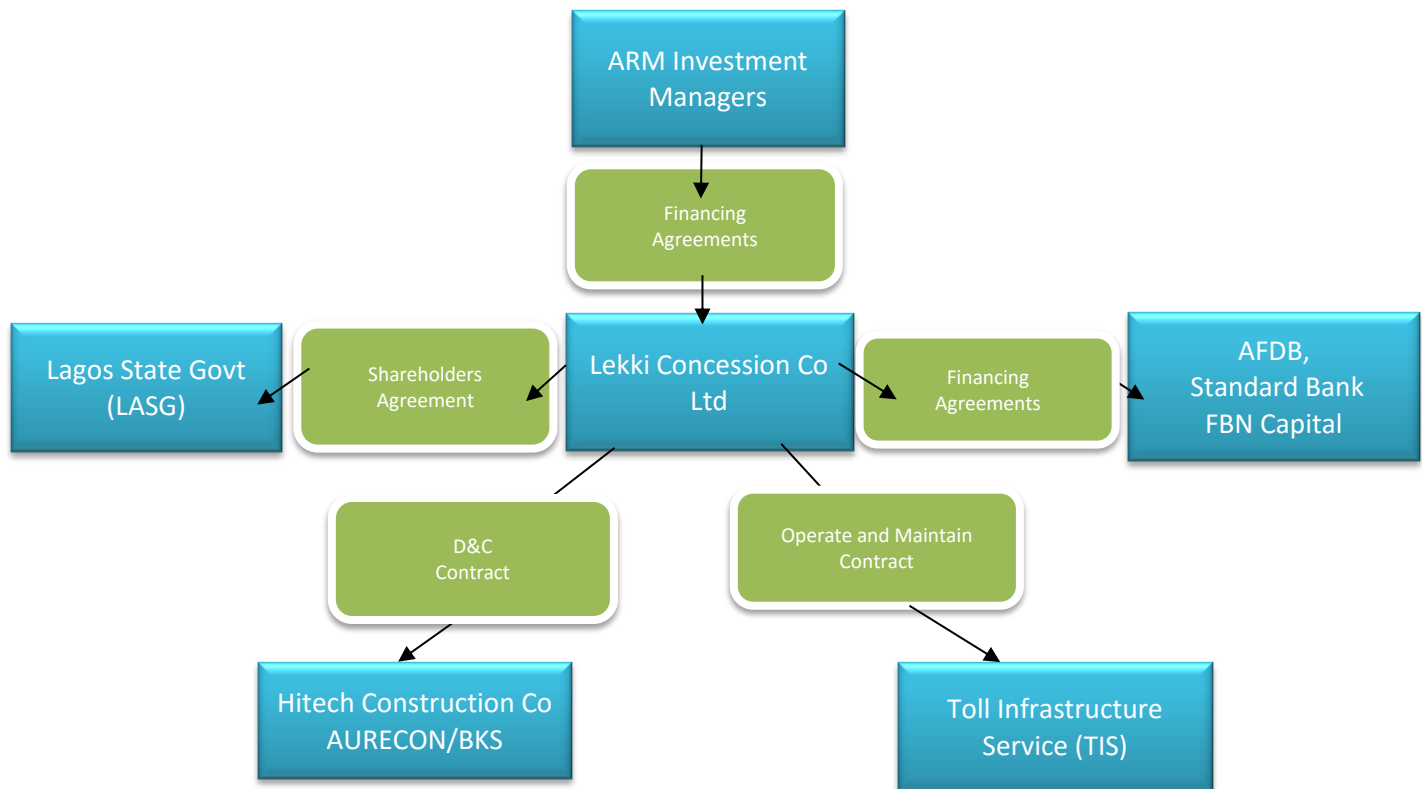 ARM Investment
Managers
Financing
Agreements
Lagos State Govt
(LASG)
Shareholders
Agreement
Lekki Concession Co
Ltd
Financing
Agreements
AFDB,
Standard Bank
FBN Capital
D&C
Contract
Operate and Maintain
Contract
Hitech Construction Co
AURECON/BKS
Toll Infrastructure
Service (TIS)